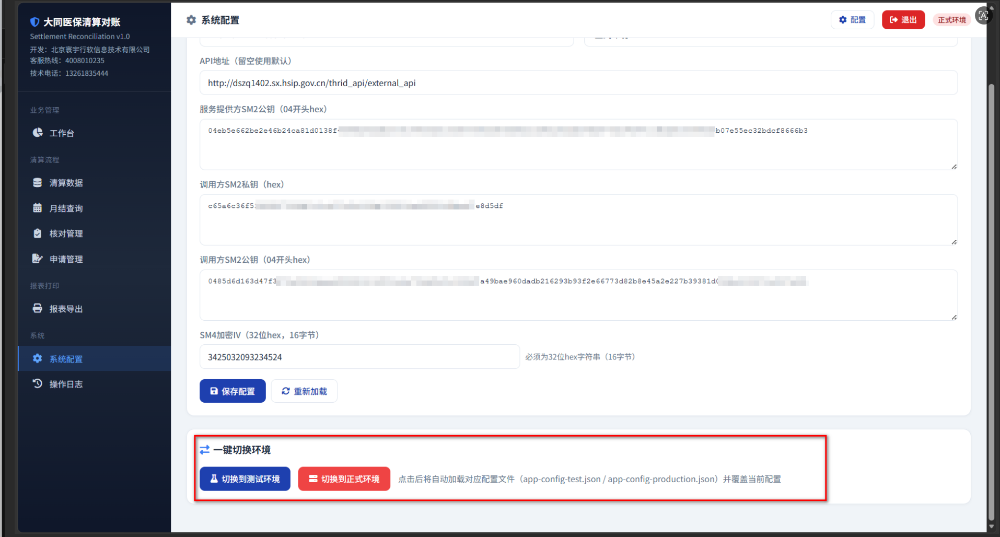 大同医保清算对账
Settlement Reconciliation v1.0
开发：北京寰宇行软信息技术有限公司
客服热线：4008010235
技术电话：13261835444
业务管理
工作台
清算流程
清算数据
月结查询
核对管理
申请管理
报表打印
报表导出
系统
系统配置
操作日志
系统配置
配置
退出
正式环境
API地址（留空使用默认）
http://dszq1402.sx.hsip.gov.cn/thrid_api/external_api
服务提供方SM2公钥（04开头hex）
04eb5e662be2e46b24ca81d0138f b07e55ec32bdcf8666b3
调用方SM2私钥（hex）
c65a6c36f5 e8d5df
调用方SM2公钥（04开头hex）
0485d6d163d47f3 a49bae960dadb216293b93f2e66773d82b8e45a2e227b39381d
SM4加密IV（32位hex，16字节）
3425032093234524
必须为32位hex字符串（16字节）
保存配置
重新加载
一键切换环境
切换到测试环境
切换到正式环境
点击后将自动加载对应配置文件（app-config-test.json / app-config-production.json）并覆盖当前配置